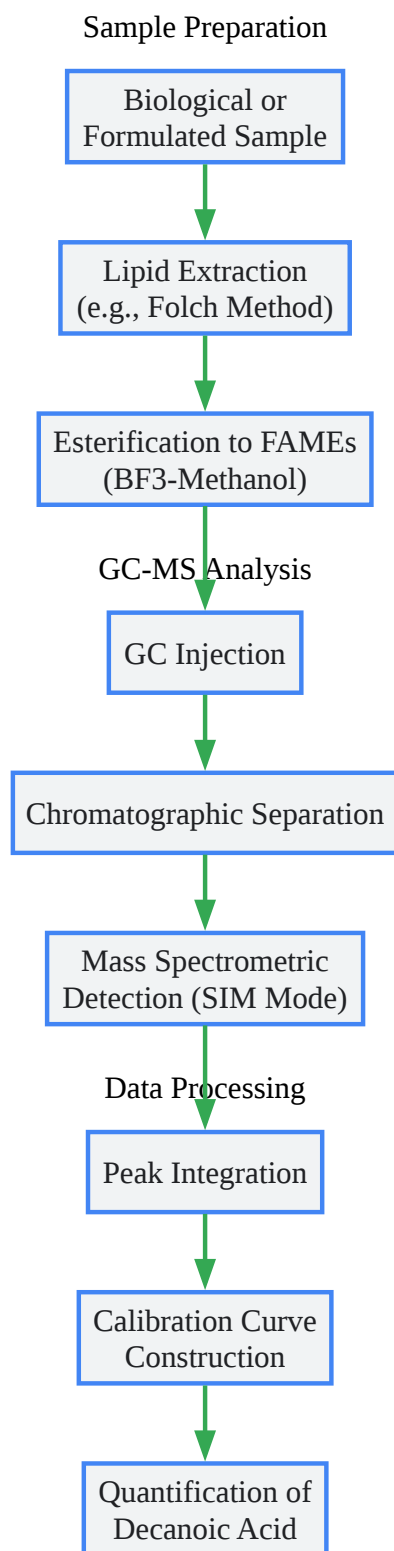 Sample Preparation
Biological or
Formulated Sample
Lipid Extraction
(e.g., Folch Method)
Esterification to FAMEs
(BF3-Methanol)
GC-MS Analysis
GC Injection
Chromatographic Separation
Mass Spectrometric
Detection (SIM Mode)
Data Processing
Peak Integration
Calibration Curve
Construction
Quantification of
Decanoic Acid